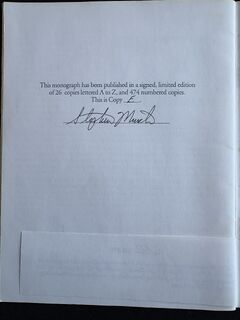 This monograph has been published in a signed, limited edition
of 26 copies lettered A to Z, and 474 numbered copies.
This is Copy E
Stephen